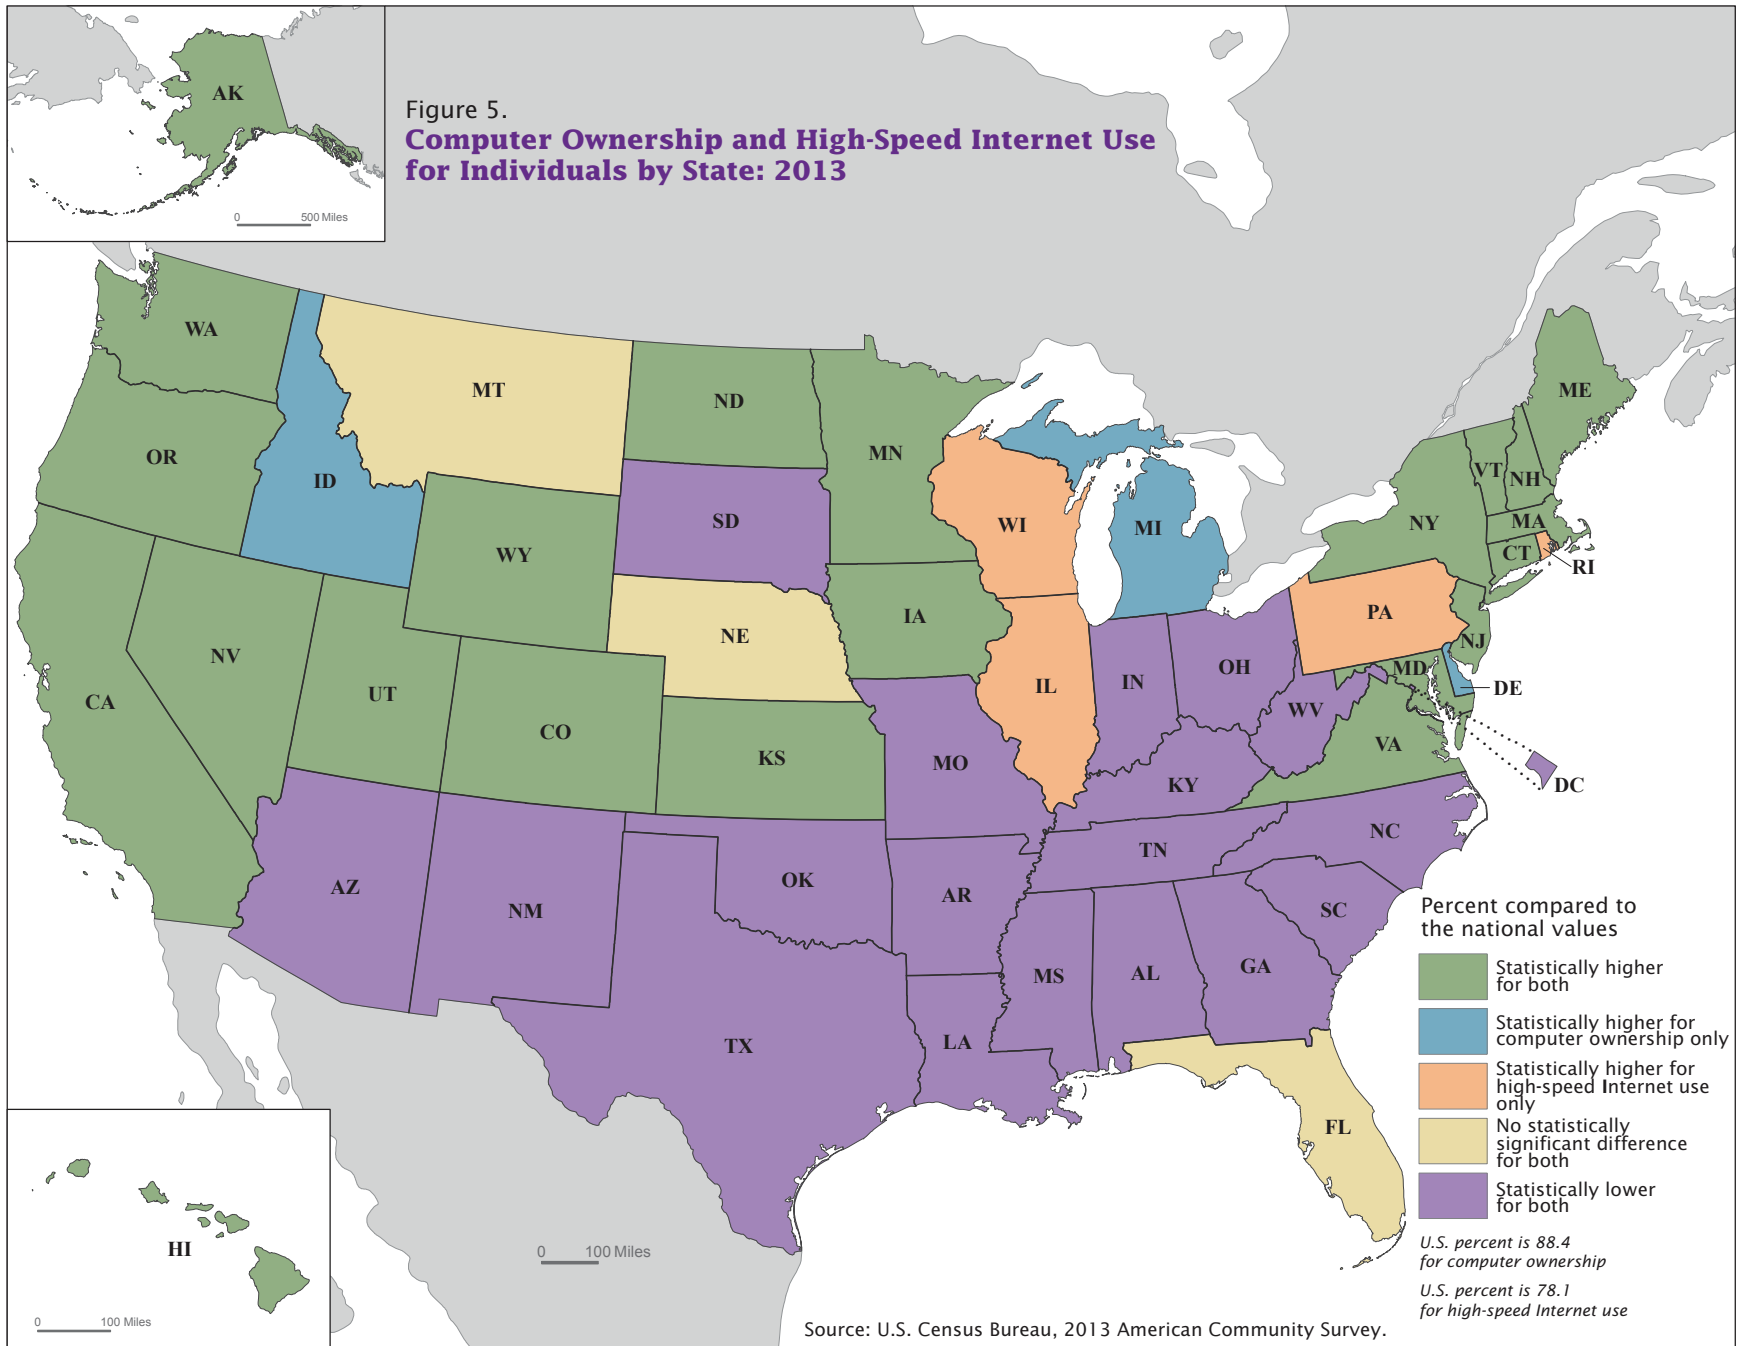 AK
0 500 Miles
Figure 5.
Computer Ownership and High-Speed Internet Use
for Individuals by State: 2013
WA
MT
ND
ME
OR
ID
MN
VT
NH
SD
WI
MI
NY
MA
WY
CT
RI
NE
IA
PA
NV
NJ
UT
IL
IN
OH
MD
CA
DE
CO
WV
KS
MO
VA
KY
DC
AZ
OK
TN
NC
NM
AR
SC
MS
AL
GA
TX
LA
FL
Percent compared to
the national values
Statistically higher
for both
Statistically higher for
computer ownership only
Statistically higher for
high-speed Internet use
only
No statistically
significant difference
for both
Statistically lower
for both
U.S. percent is 88.4
for computer ownership
U.S. percent is 78.1
for high-speed Internet use
HI
0 100 Miles
0 100 Miles
Source: U.S. Census Bureau, 2013 American Community Survey.